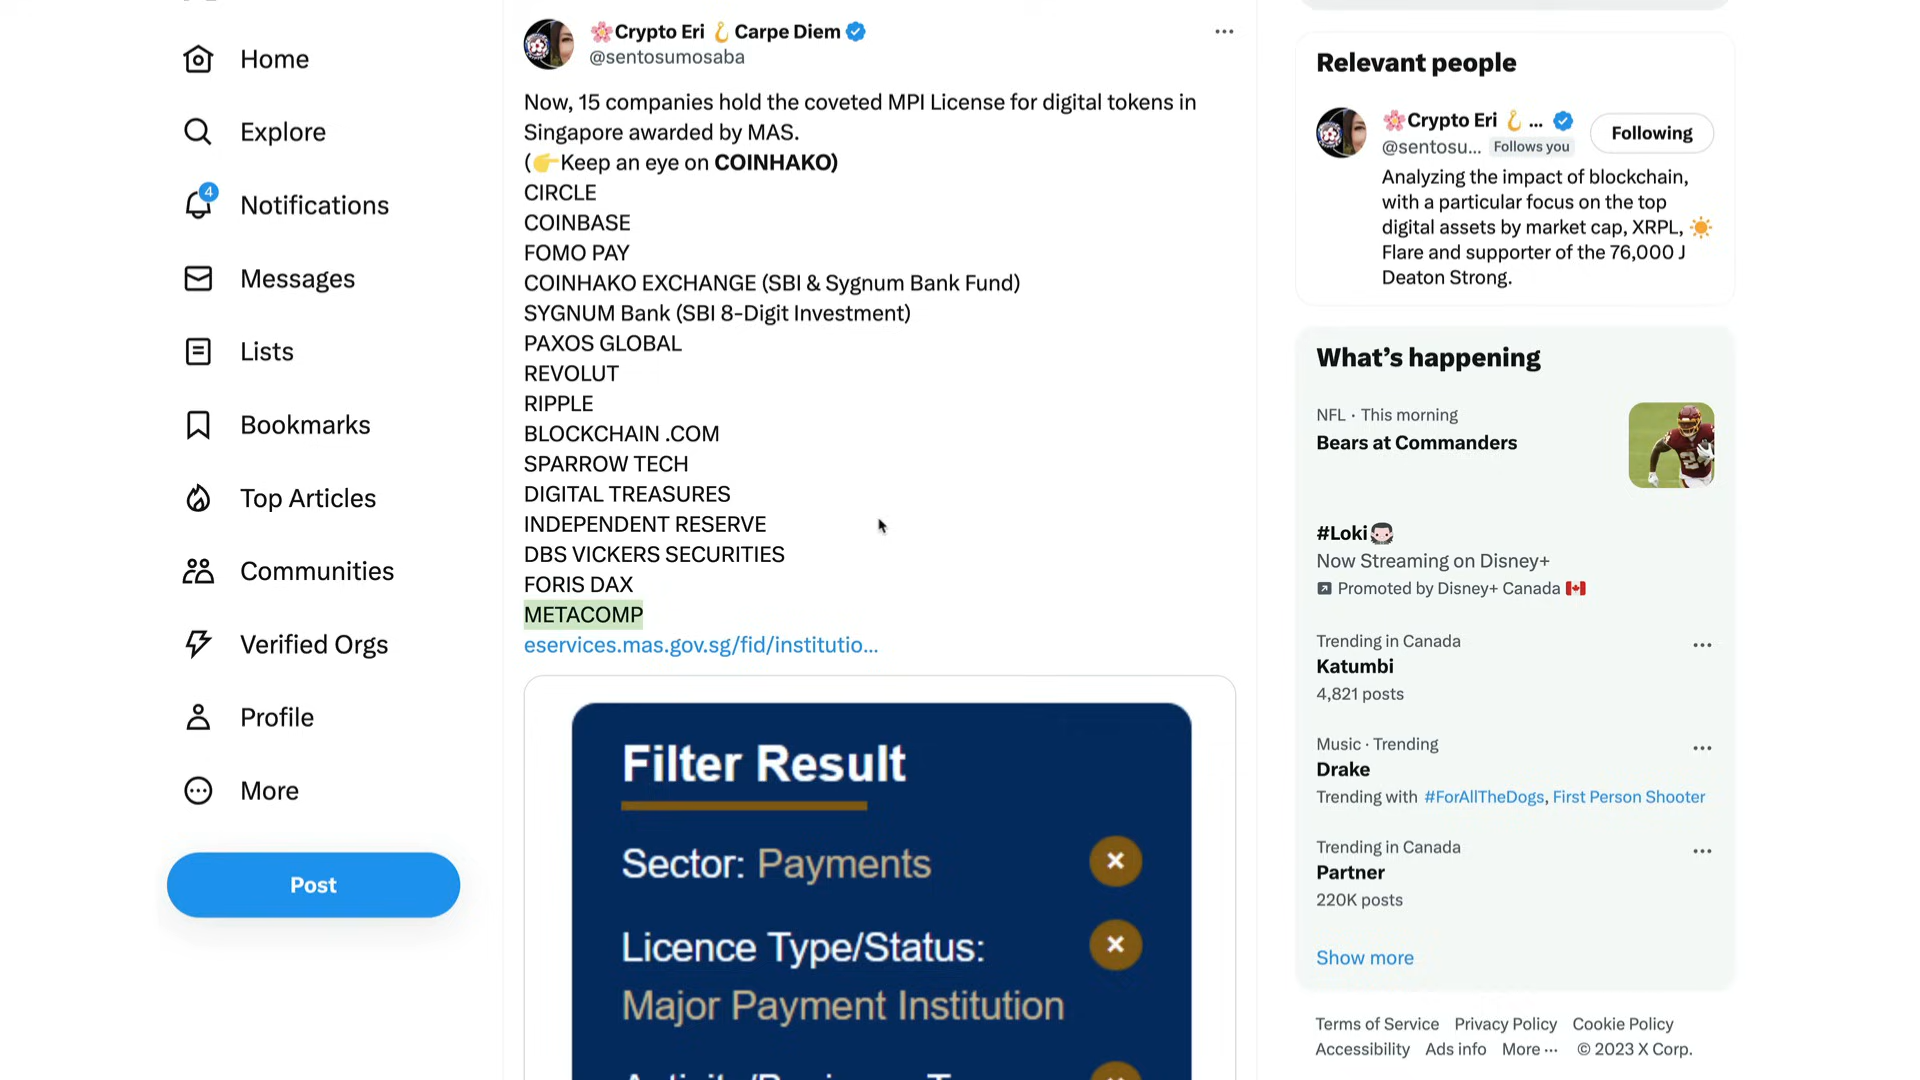 Home
Explore
4
Notifications
Messages
Lists
Bookmarks
Top Articles
Communities
Verified Orgs
Profile
More
Post
🌸Crypto Eri 🪝Carpe Diem
@sentosumosaba
Now, 15 companies hold the coveted MPI License for digital tokens in
Singapore awarded by MAS.
(👉Keep an eye on COINHAKO)
CIRCLE
COINBASE
FOMO PAY
COINHAKO EXCHANGE (SBI & Sygnum Bank Fund)
SYGNUM Bank (SBI 8-Digit Investment)
PAXOS GLOBAL
REVOLUT
RIPPLE
BLOCKCHAIN .COM
SPARROW TECH
DIGITAL TREASURES
INDEPENDENT RESERVE
DBS VICKERS SECURITIES
FORIS DAX
METACOMP
eservices.mas.gov.sg/fid/institutio...
Filter Result
Sector: Payments
Licence Type/Status:
Major Payment Institution
Relevant people
🌸Crypto Eri 🪝...
Following
@sentosu... Follows you
Analyzing the impact of blockchain,
with a particular focus on the top
digital assets by market cap, XRPL, ☀️
Flare and supporter of the 76,000 J
Deaton Strong.
What's happening
NFL · This morning
Bears at Commanders
#Loki
Now Streaming on Disney+
Promoted by Disney+ Canada 🇨🇦
Trending in Canada
Katumbi
4,821 posts
Music · Trending
Drake
Trending with #ForAllTheDogs, First Person Shooter
Trending in Canada
Partner
220K posts
Show more
Terms of Service Privacy Policy Cookie Policy
Accessibility Ads info More ··· © 2023 X Corp.